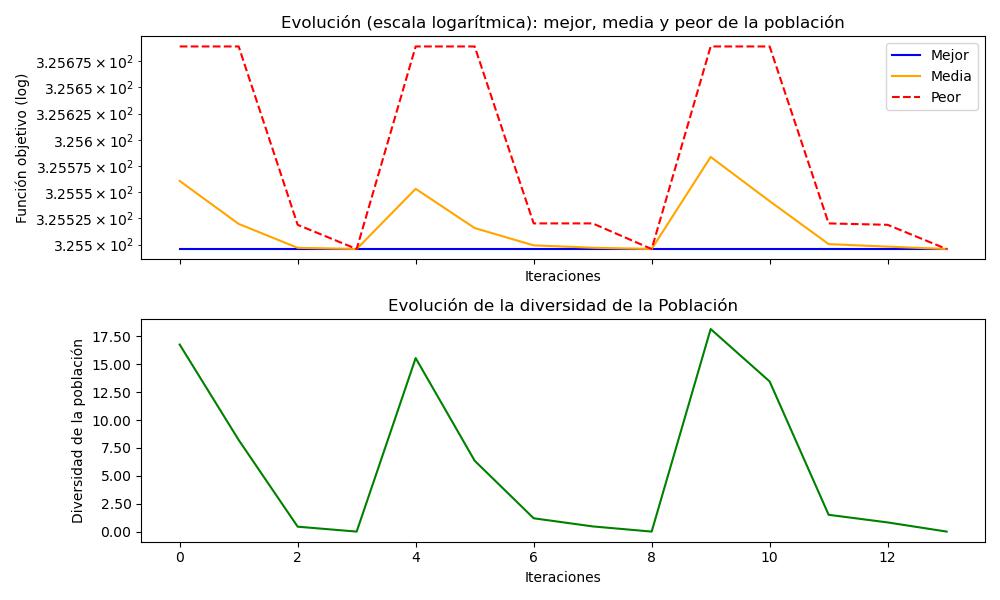 Evolución (escala logarítmica): mejor, media y peor de la población
Función objetivo (log)
3.25675 × 10²
3.2565 × 10²
3.25625 × 10²
3.256 × 10²
3.25575 × 10²
3.2555 × 10²
3.25525 × 10²
3.255 × 10²
Mejor
Media
Peor
Iteraciones
Evolución de la diversidad de la Población
Diversidad de la población
17.50
15.00
12.50
10.00
7.50
5.00
2.50
0.00
0 2 4 6 8 10 12
Iteraciones